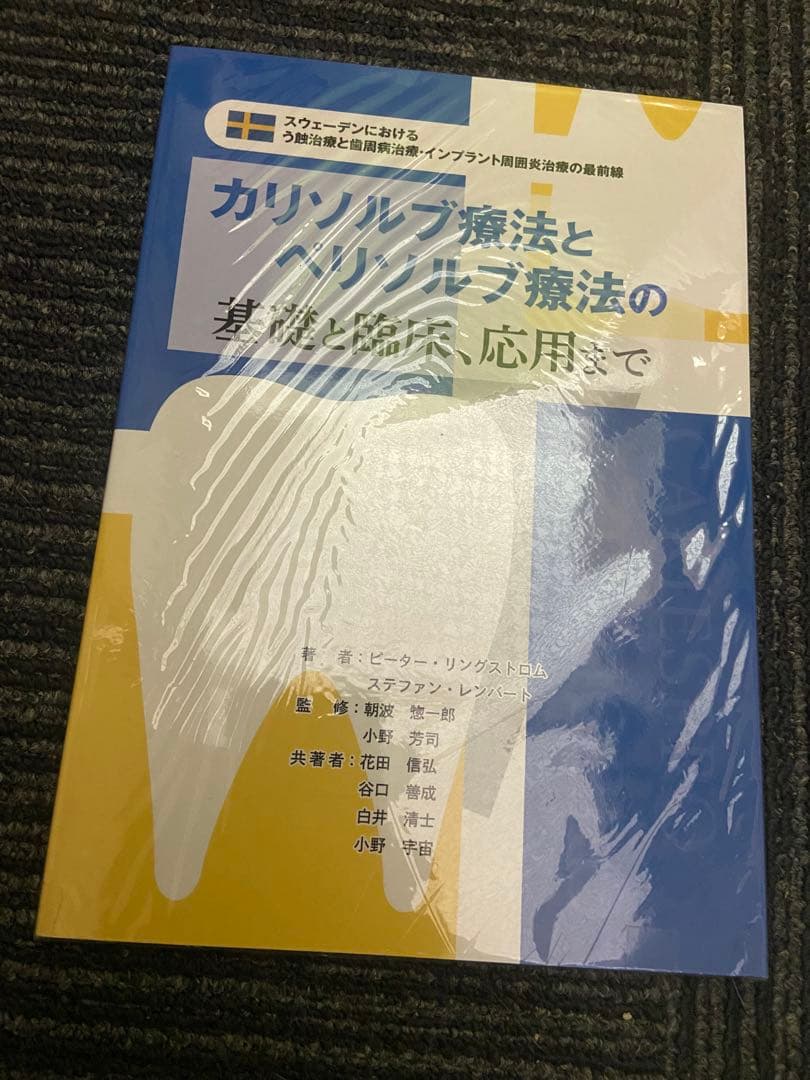 スウェーデンにおける
う蝕治療と歯周病治療・インプラント周囲炎治療の最前線
カリソルブ療法と
ペリソルブ療法の
基礎と臨床、応用まで
著 者：ピーター・リングストロム
ステファン・レンバート
監 修：朝波 惣一郎
小野 芳司
共著者：花田 信弘
谷口 善成
白井 清士
小野 宇宙